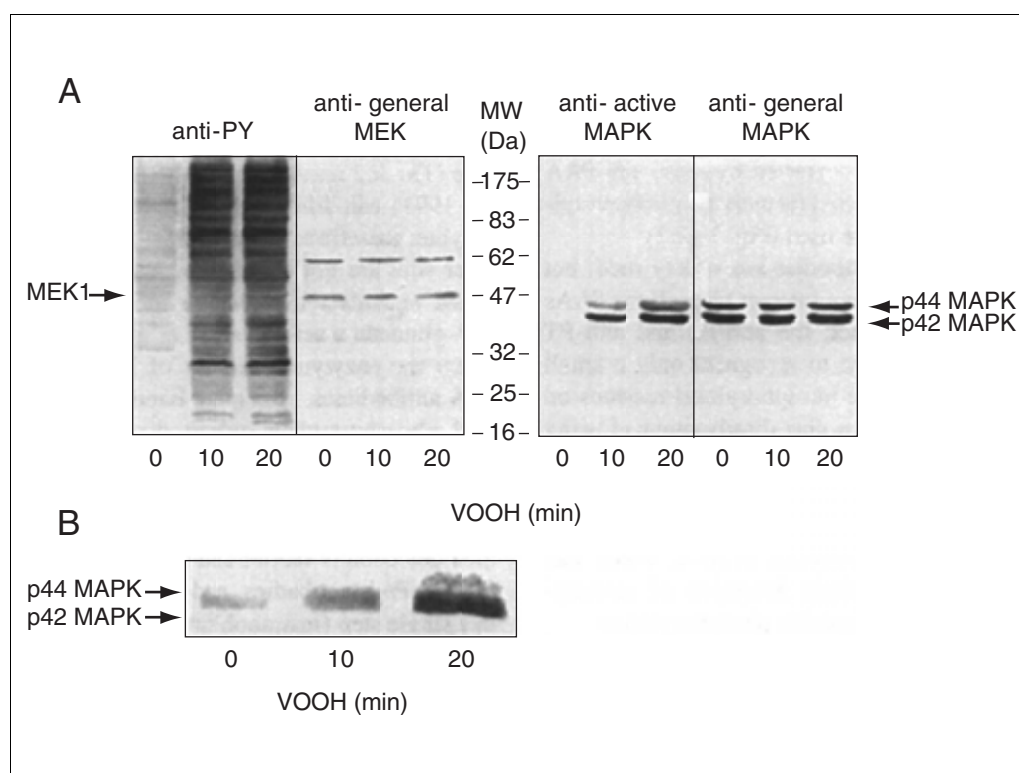 A
anti-PY
anti- general
MEK
MW
(Da)
anti- active
MAPK
anti- general
MAPK
175
83
62
47
32
25
16
MEK1
p44 MAPK
p42 MAPK
0 10 20 0 10 20 0 10 20 0 10 20
VOOH (min)
B
p44 MAPK
p42 MAPK
0 10 20
VOOH (min)